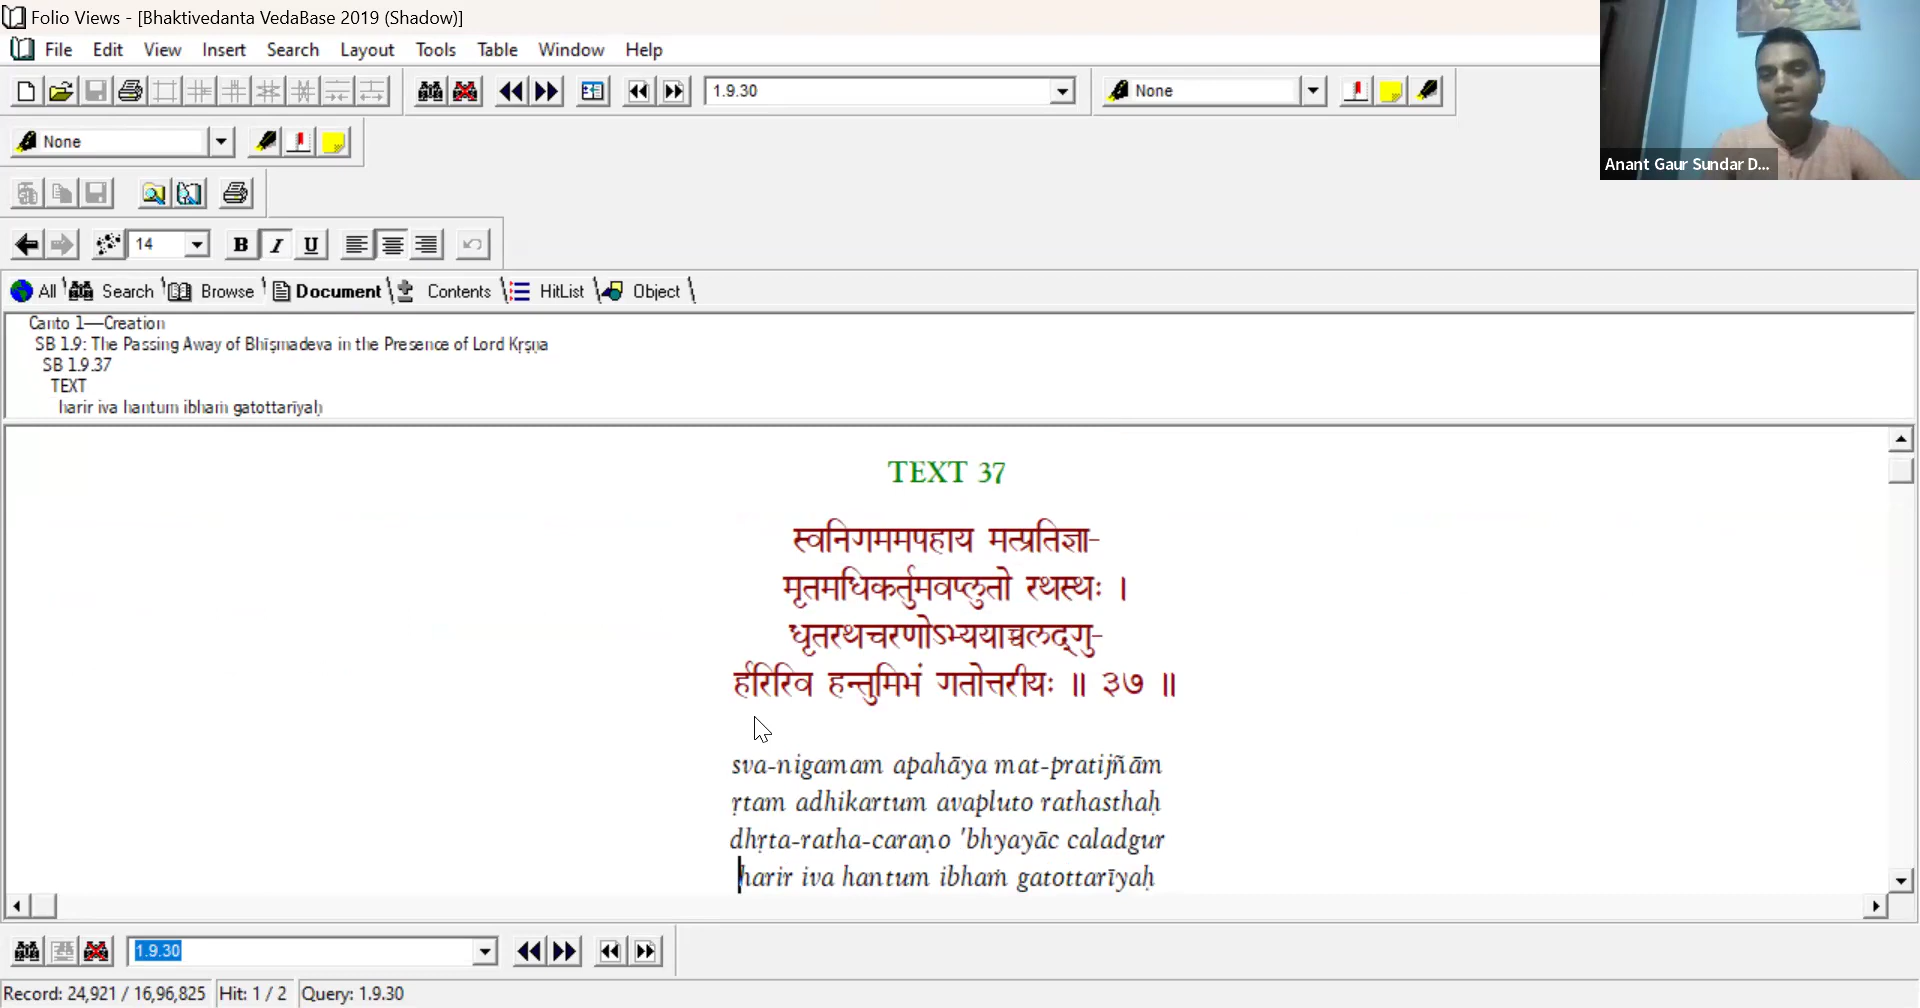 Folio Views - [Bhaktivedanta VedaBase 2019 (Shadow)]
File Edit View Insert Search Layout Tools Table Window Help
1.9.30 None
Anant Gaur Sundar D...
None
14 B I U
All Search Browse Document Contents HitList Object
Canto 1—Creation
SB 1.9: The Passing Away of Bhīṣmadeva in the Presence of Lord Kṛṣṇa
SB 1.9.37
TEXT
harir iva hantum ibhaṁ gatottarīyaḥ
TEXT 37
स्वनिगममपहाय मत्प्रतिज्ञा-
मृतमधिकर्तुमवप्लुतो रथस्थः ।
धृतरथचरणोऽभ्ययाच्चलद्गु-
र्हरिरिव हन्तुमिभं गतोत्तरीयः ॥ ३७ ॥
sva-nigamam apahāya mat-pratijñām
ṛtam adhikartum avapluto rathasthaḥ
dhṛta-ratha-caraṇo 'bhyayāc caladgur
harir iva hantum ibhaṁ gatottarīyaḥ
1.9.30
Record: 24,921 / 16,96,825 Hit: 1 / 2 Query: 1.9.30